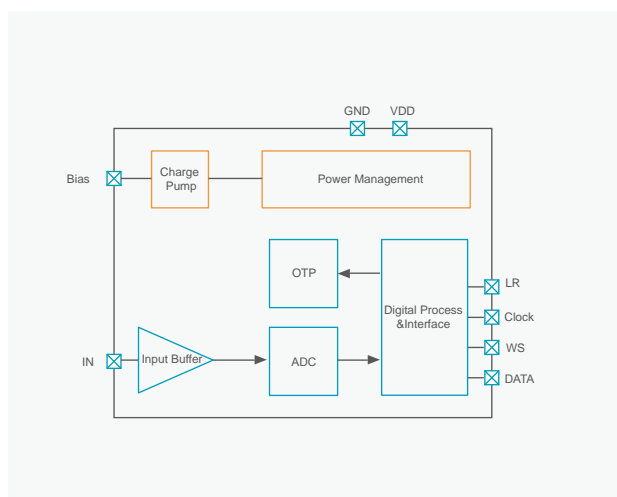 GND
VDD
Bias
Charge
Pump
Power Management
OTP
LR
Digital Process
&Interface
Clock
WS
IN
Input Buffer
ADC
DATA